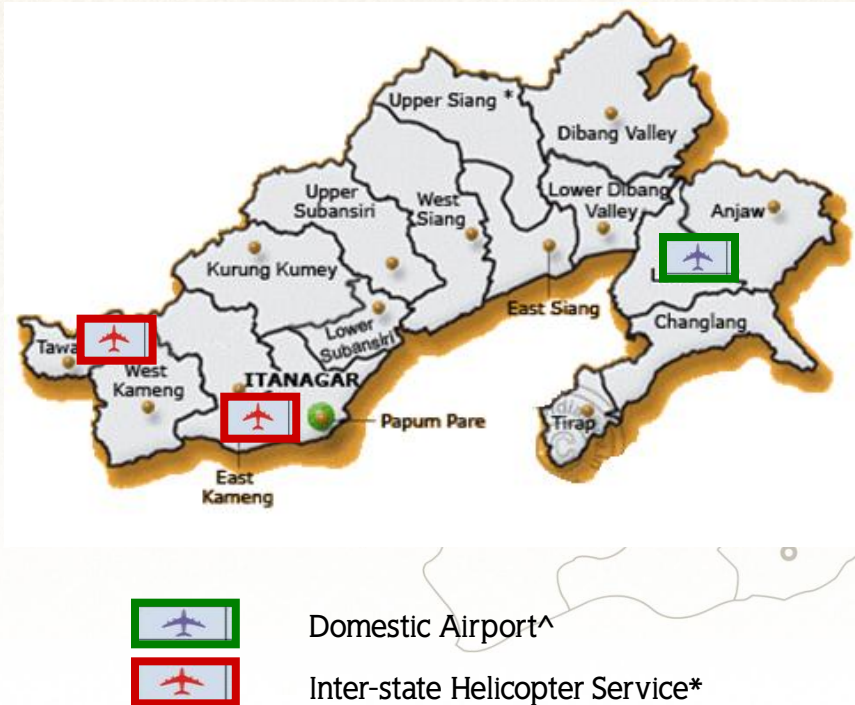 Upper Siang *
Dibang Valley
Upper
Subansiri
West
Siang
Lower Dibang
Valley
Anjaw
Kurung Kumey
East Siang
Changlang
Lower
Subansiri
West
Kameng
ITANAGAR
Papum Pare
Tirap
East
Kameng
Domestic Airport^
Inter-state Helicopter Service*